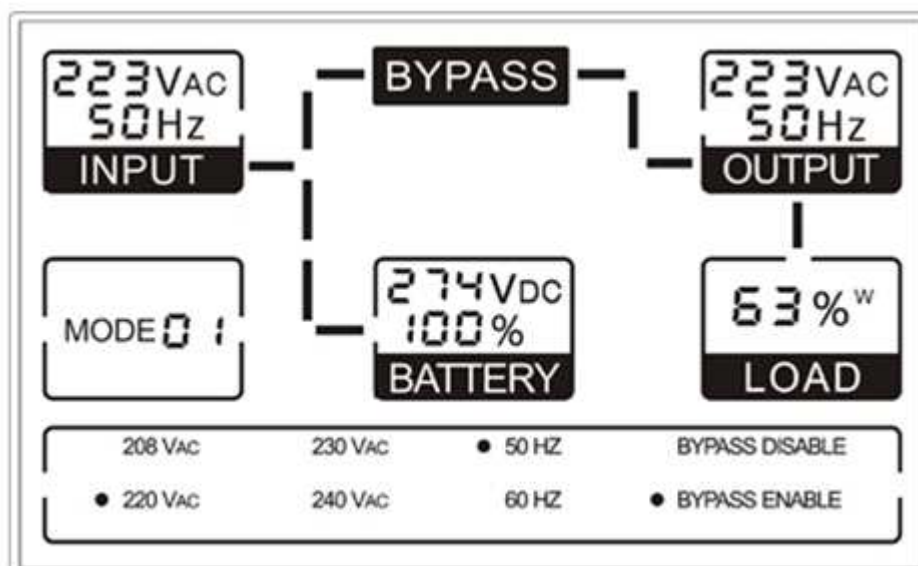 223VAC
50Hz
INPUT
BYPASS
223VAC
50Hz
OUTPUT
MODE 01
274VDC
100%
BATTERY
63%W
LOAD
208 VAC 230 VAC ● 50 HZ BYPASS DISABLE
● 220 VAC 240 VAC 60 HZ ● BYPASS ENABLE